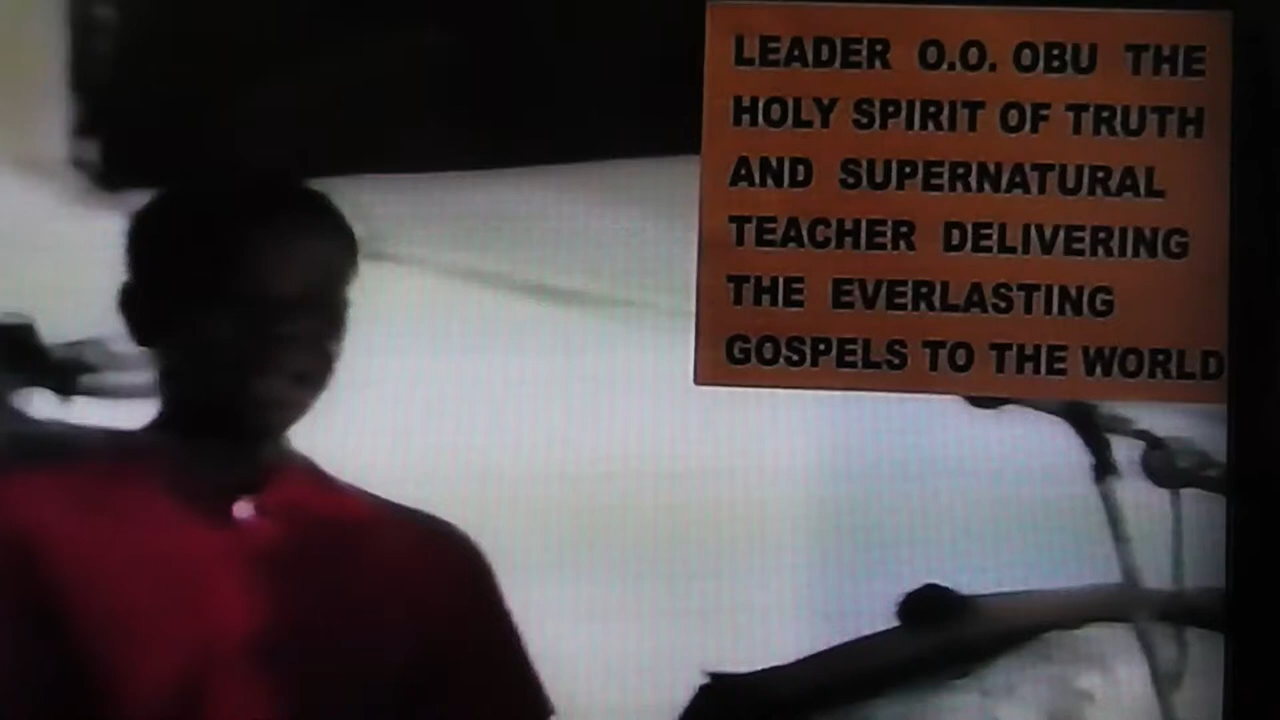 LEADER O.O. OBU THE
HOLY SPIRIT OF TRUTH
AND SUPERNATURAL
TEACHER DELIVERING
THE EVERLASTING
GOSPELS TO THE WORLD